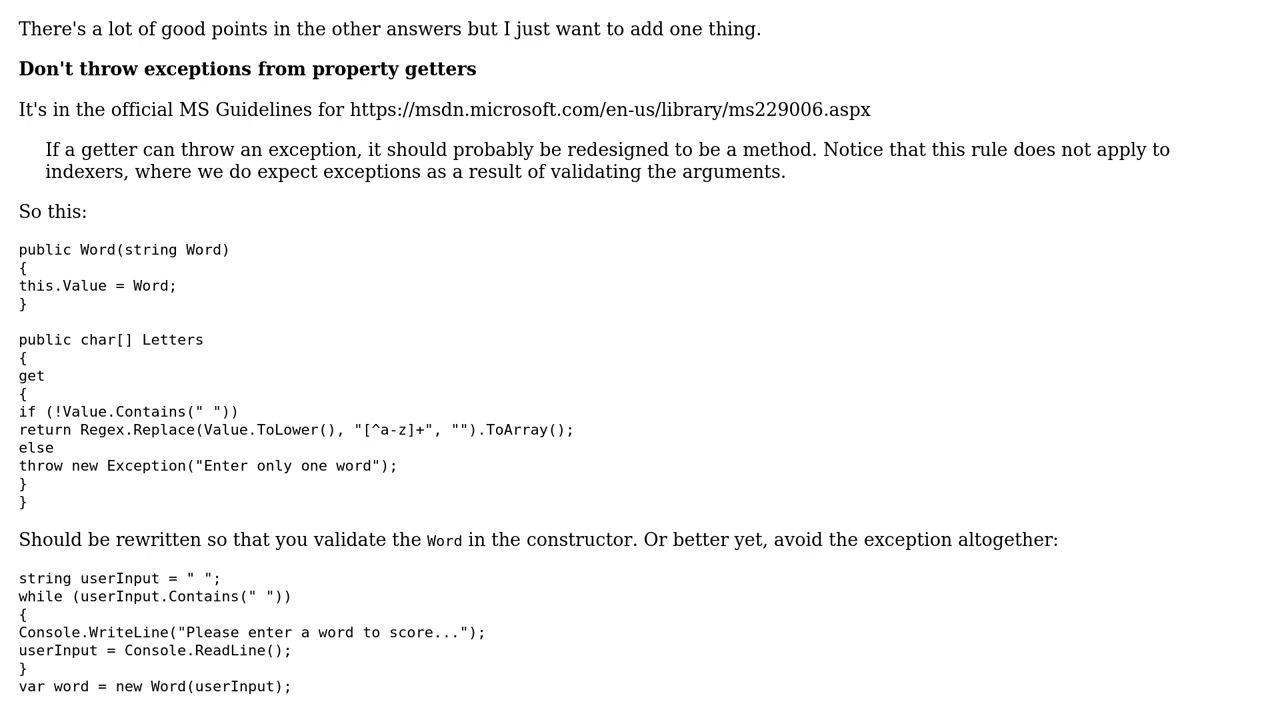 There's a lot of good points in the other answers but I just want to add one thing.
Don't throw exceptions from property getters
It's in the official MS Guidelines for https://msdn.microsoft.com/en-us/library/ms229006.aspx
If a getter can throw an exception, it should probably be redesigned to be a method. Notice that this rule does not apply to
indexers, where we do expect exceptions as a result of validating the arguments.
So this:
public Word(string Word)
{
this.Value = Word;
}
public char[] Letters
{
get
{
if (!Value.Contains(" "))
return Regex.Replace(Value.ToLower(), "[^a-z]+", "").ToArray();
else
throw new Exception("Enter only one word");
}
}
Should be rewritten so that you validate the Word in the constructor. Or better yet, avoid the exception altogether:
string userInput = " ";
while (userInput.Contains(" "))
{
Console.WriteLine("Please enter a word to score...");
userInput = Console.ReadLine();
}
var word = new Word(userInput);